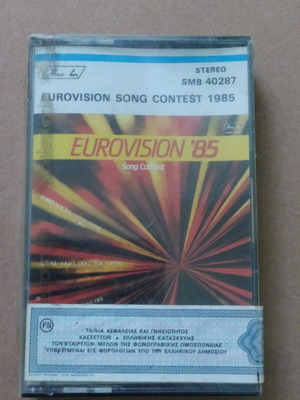 Music box
STEREO
SMB 40287
EUROVISION SONG CONTEST 1985
EUROVISION '85
Song Contest
FS
ΤΑΙΝΙΑ ΑΣΦΑΛΕΙΑΣ ΚΑΙ ΓΝΗΣΙΟΤΗΤΟΣ
ΚΑΣΣΕΤΤΩΝ • ΕΛΛΗΝΙΚΗΣ ΚΑΤΑΣΚΕΥΗΣ
ΤΩΝ ΕΤΑΙΡΕΙΩΝ - ΜΕΛΩΝ ΤΗΣ ΦΩΝΟΓΡΑΦΙΚΗΣ ΟΜΟΣΠΟΝΔΙΑΣ
ΥΠΟΚΕΙΜΕΝΑΙ ΕΙΣ ΦΟΡΟΛΟΓΙΑΝ ΥΠΟ ΤΟΥ ΕΛΛΗΝΙΚΟΥ ΔΗΜΟΣΙΟΥ